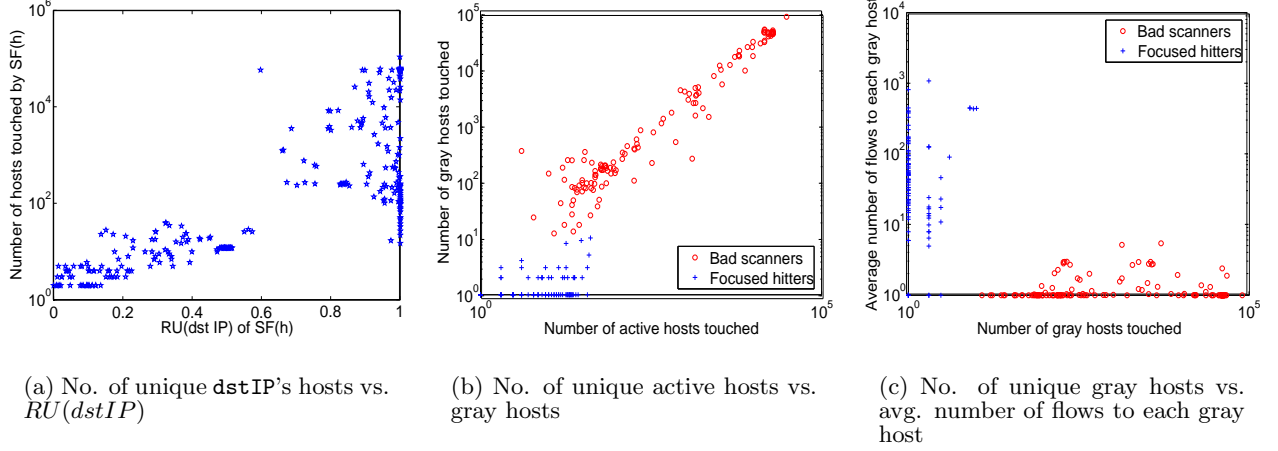 Number of hosts touched by SF(h)
10^6
10^4
10^2
10^0
0 0.2 0.4 0.6 0.8 1
RU(dst IP) of SF(h)
Number of gray hosts touched
10^5
10^4
10^3
10^2
10^1
10^0
10^0 10^5
Number of active hosts touched
Bad scanners
Focused hitters
Average number of flows to each gray host
10^4
10^3
10^2
10^1
10^0
10^0 10^5
Number of gray hosts touched
Bad scanners
Focused hitters
(a) No. of unique dstIP's hosts vs.
RU(dstIP)
(b) No. of unique active hosts vs.
gray hosts
(c) No. of unique gray hosts vs.
avg. number of flows to each gray
host